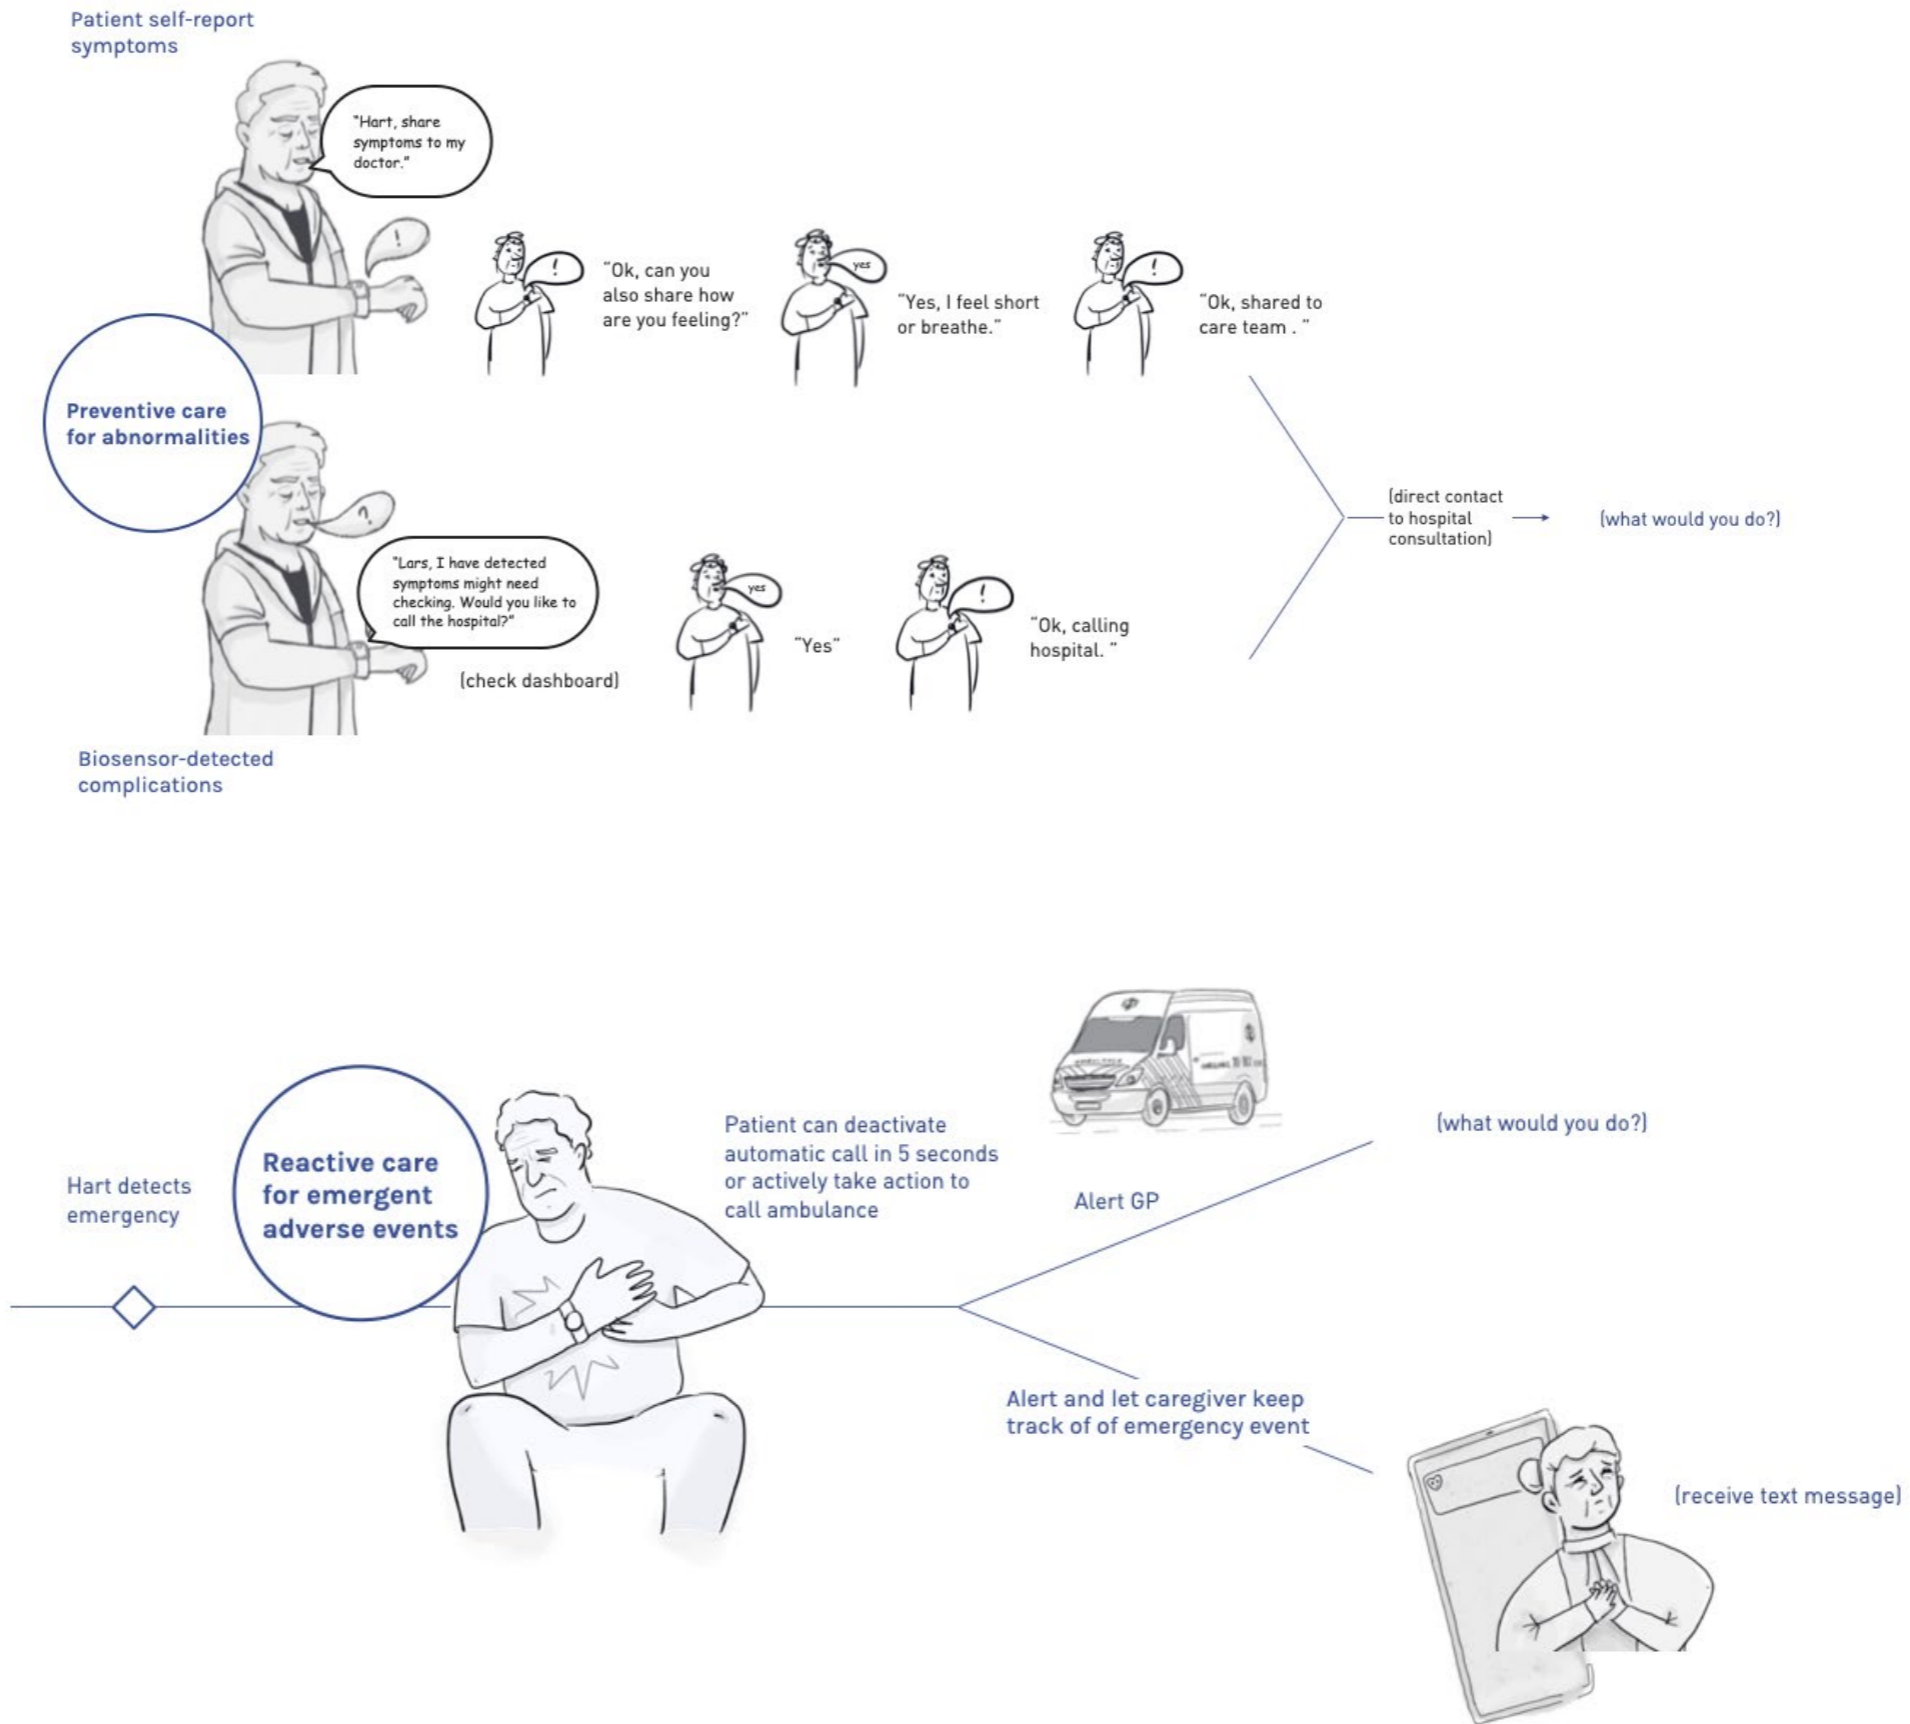 Patient self-report
symptoms
"Hart, share
symptoms to my
doctor."
!
!
"Ok, can you
also share how
are you feeling?"
yes
"Yes, I feel short
or breathe."
!
"Ok, shared to
care team . "
Preventive care
for abnormalities
?
"Lars, I have detected
symptoms might need
checking. Would you like to
call the hospital?"
(check dashboard)
yes
"Yes"
!
"Ok, calling
hospital. "
(direct contact
to hospital
consultation)
(what would you do?)
Biosensor-detected
complications
Hart detects
emergency
Reactive care
for emergent
adverse events
Patient can deactivate
automatic call in 5 seconds
or actively take action to
call ambulance
Alert GP
(what would you do?)
Alert and let caregiver keep
track of of emergency event
(receive text message)